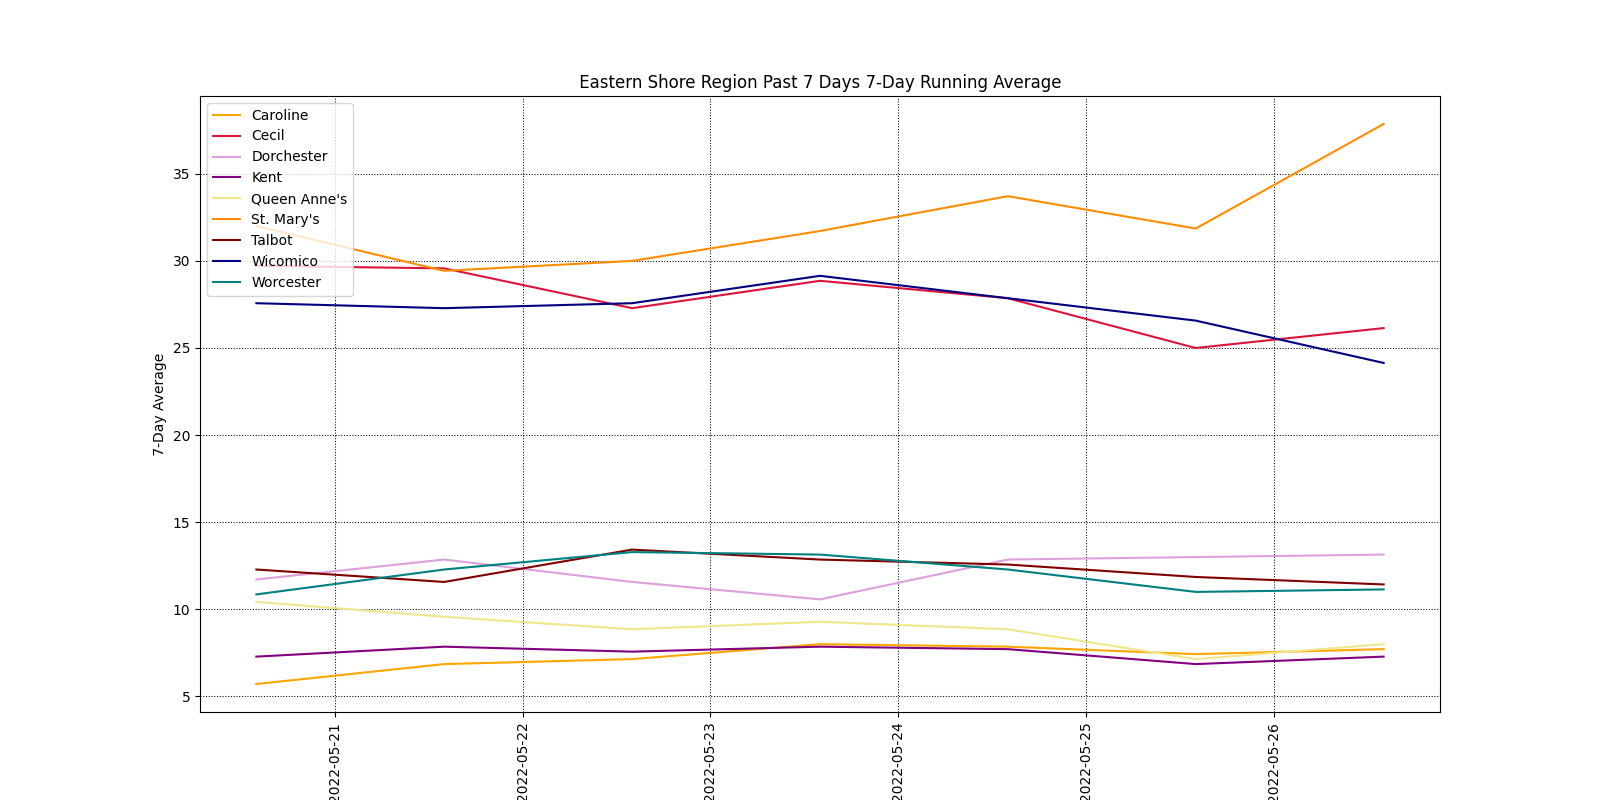 Eastern Shore Region Past 7 Days 7-Day Running Average
Caroline
Cecil
Dorchester
Kent
Queen Anne's
St. Mary's
Talbot
Wicomico
Worcester
7-Day Average
35
30
25
20
15
10
5
2022-05-21
2022-05-22
2022-05-23
2022-05-24
2022-05-25
2022-05-26